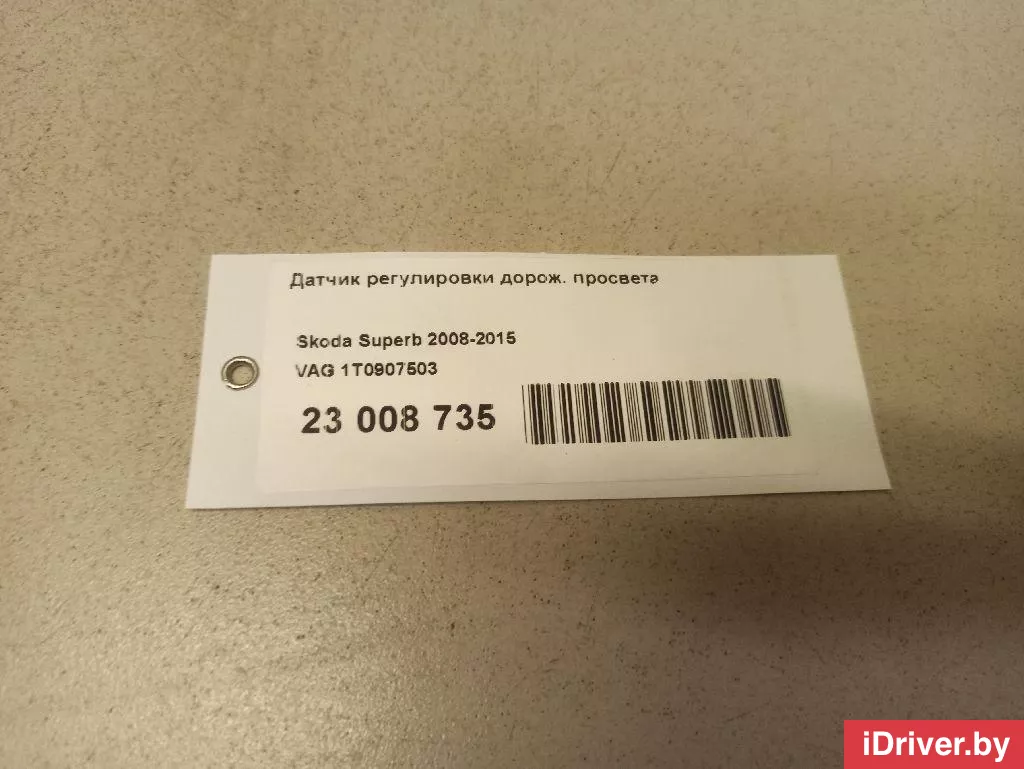 Датчик регулировки дорож. просвета
Skoda Superb 2008-2015
VAG 1T0907503
23 008 735
iDriver.by